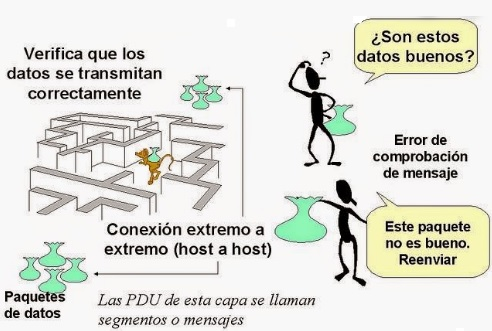 Verifica que los
datos se transmitan
correctamente
¿Son estos
datos buenos?
?
Error de
comprobación
de mensaje
Conexión extremo a
extremo (host a host)
Este paquete
no es bueno.
Reenviar
Paquetes
de datos
Las PDU de esta capa se llaman
segmentos o mensajes